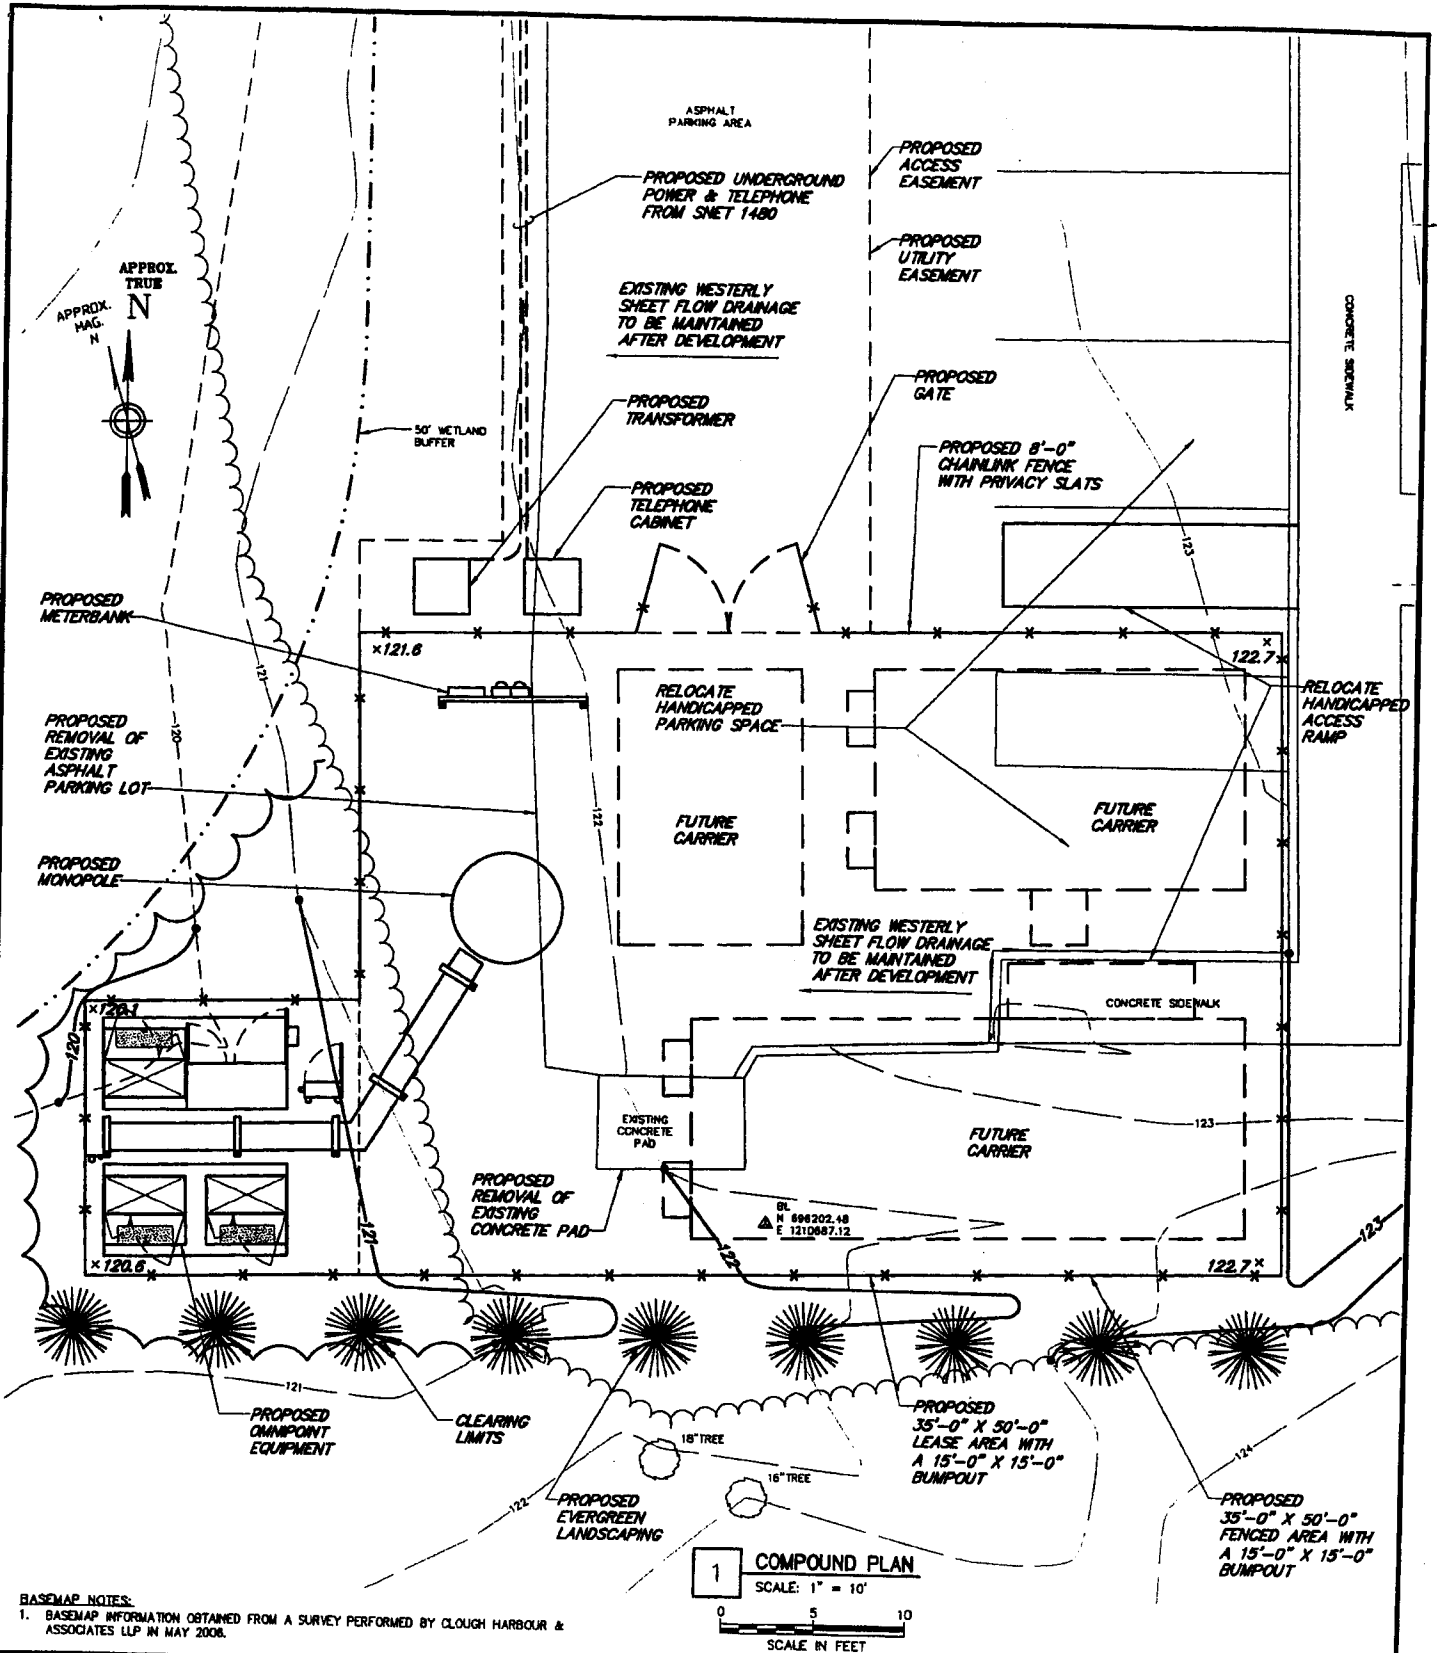 ASPHALT
PARKING AREA
PROPOSED
ACCESS
EASEMENT
PROPOSED UNDERGROUND
POWER & TELEPHONE
FROM SNET 1480
PROPOSED
UTILITY
EASEMENT
APPROX.
TRUE
N
APPROX.
MAG.
N
EXISTING WESTERLY
SHEET FLOW DRAINAGE
TO BE MAINTAINED
AFTER DEVELOPMENT
CONCRETE SIDEWALK
PROPOSED
GATE
PROPOSED
TRANSFORMER
50' WETLAND
BUFFER
PROPOSED 8'-0"
CHAINLINK FENCE
WITH PRIVACY SLATS
PROPOSED
TELEPHONE
CABINET
123
PROPOSED
METERBANK
×121.6
122.7
121
RELOCATE
HANDICAPPED
PARKING SPACE
RELOCATE
HANDICAPPED
ACCESS
RAMP
PROPOSED
REMOVAL OF
EXISTING
ASPHALT
PARKING LOT
120
122
FUTURE
CARRIER
FUTURE
CARRIER
PROPOSED
MONOPOLE
EXISTING WESTERLY
SHEET FLOW DRAINAGE
TO BE MAINTAINED
AFTER DEVELOPMENT
CONCRETE SIDEWALK
×120.1
120
EXISTING
CONCRETE
PAD
123
FUTURE
CARRIER
PROPOSED
REMOVAL OF
EXISTING
CONCRETE PAD
BL
N 696202.48
E 1210687.12
121
122
123
×120.6
122.7×
121
PROPOSED
OMNIPOINT
EQUIPMENT
CLEARING
LIMITS
18"TREE
16"TREE
PROPOSED
35'-0" X 50'-0"
LEASE AREA WITH
A 15'-0" X 15'-0"
BUMPOUT
124
122
PROPOSED
EVERGREEN
LANDSCAPING
PROPOSED
35'-0" X 50'-0"
FENCED AREA WITH
A 15'-0" X 15'-0"
BUMPOUT
1
COMPOUND PLAN
SCALE: 1" = 10'
0 5 10
SCALE IN FEET
BASEMAP NOTES:
1. BASEMAP INFORMATION OBTAINED FROM A SURVEY PERFORMED BY CLOUGH HARBOUR &
ASSOCIATES LLP IN MAY 2006.